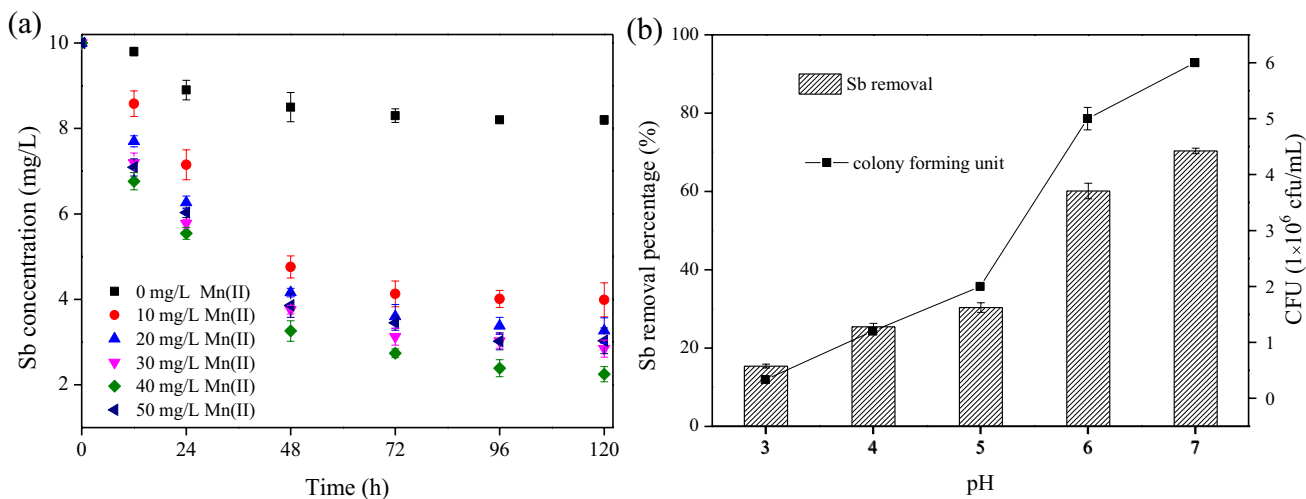 (a)
Sb concentration (mg/L)
10
8
6
4
2
0 mg/L Mn(II)
10 mg/L Mn(II)
20 mg/L Mn(II)
30 mg/L Mn(II)
40 mg/L Mn(II)
50 mg/L Mn(II)
0 24 48 72 96 120
Time (h)
(b)
Sb removal percentage (%)
100
80
60
40
20
0
Sb removal
colony forming unit
6
5
4
3
2
1
0
CFU (1×10⁶ cfu/mL)
3 4 5 6 7
pH